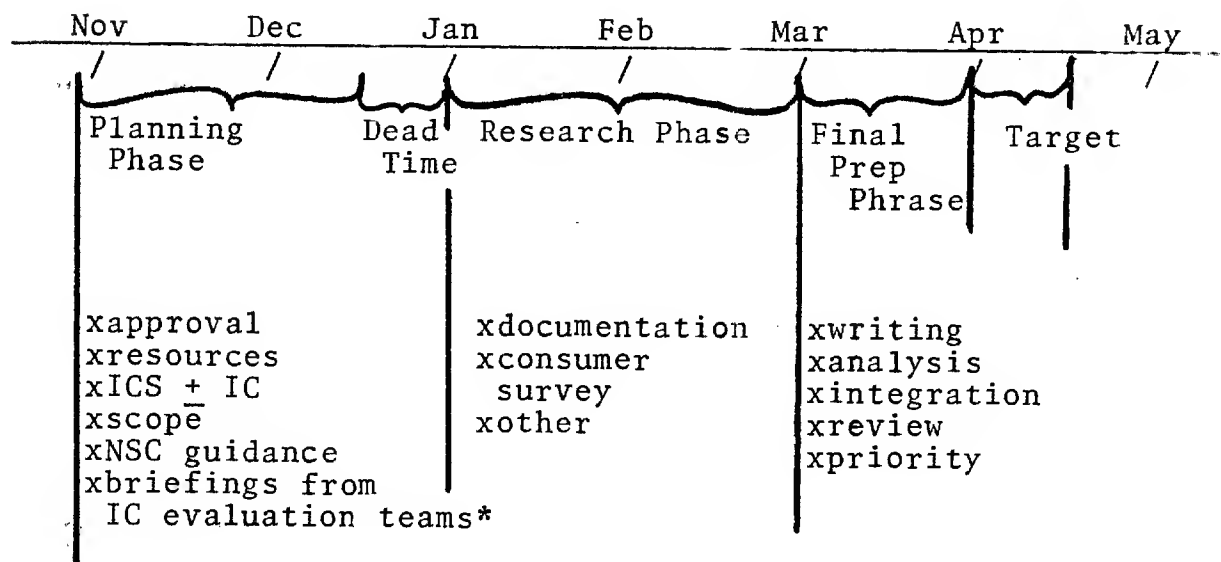 Nov Dec Jan Feb Mar Apr May
Planning Phase
Dead Time
Research Phase
Final Prep Phrase
Target
xapproval
xresources
xICS + IC
xscope
xNSC guidance
xbriefings from
IC evaluation teams*
xdocumentation
xconsumer
survey
xother
xwriting
xanalysis
xintegration
xreview
xpriority